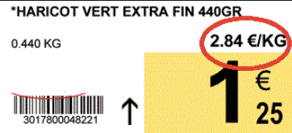 *HARICOT VERT EXTRA FIN 440GR
0.440 KG
2.84 €/KG
1 €
25
3017800048221